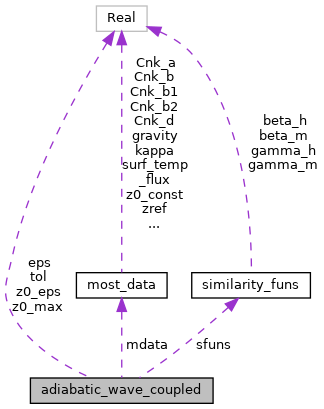 Real
Cnk_a
Cnk_b
Cnk_b1
Cnk_b2
Cnk_d
gravity
kappa
surf_temp
_flux
z0_const
zref
...
beta_h
beta_m
gamma_h
gamma_m
eps
tol
z0_eps
z0_max
most_data
similarity_funs
mdata
sfuns
adiabatic_wave_coupled